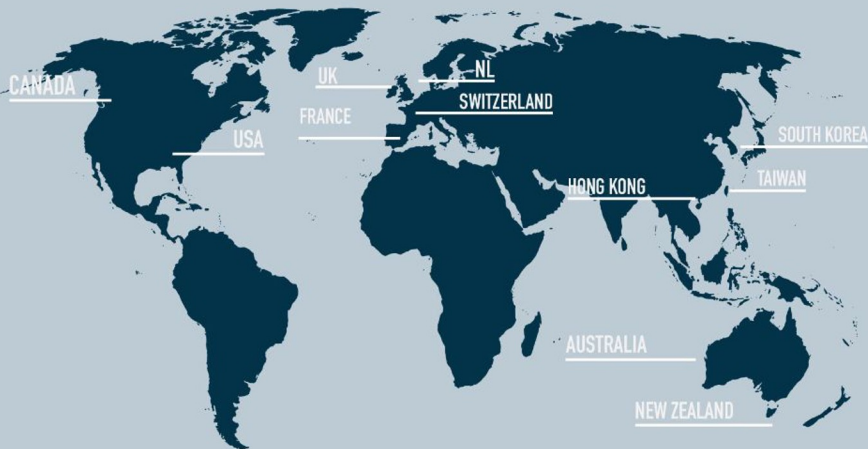 CANADA
UK
NL
SWITZERLAND
FRANCE
USA
SOUTH KOREA
HONG KONG
TAIWAN
AUSTRALIA
NEW ZEALAND